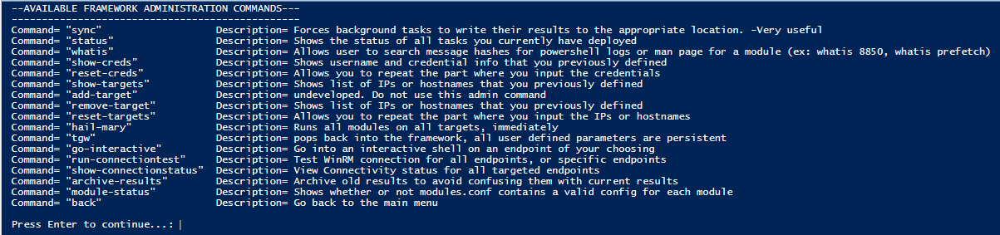 --AVAILABLE FRAMEWORK ADMINISTRATION COMMANDS---
------------------------------------------------
Command= "sync" Description= Forces background tasks to write their results to the appropriate location. -Very useful
Command= "status" Description= Shows the status of all tasks you currently have deployed
Command= "whatis" Description= Allows user to search message hashes for powershell logs or man page for a module (ex: whatis 8850, whatis prefetch)
Command= "show-creds" Description= Shows username and credential info that you previously defined
Command= "reset-creds" Description= Allows you to repeat the part where you input the credentials
Command= "show-targets" Description= Shows list of IPs or hostnames that you previously defined
Command= "add-target" Description= undeveloped. Do not use this admin command
Command= "remove-target" Description= Shows list of IPs or hostnames that you previously defined
Command= "reset-targets" Description= Allows you to repeat the part where you input the IPs or hostnames
Command= "hail-mary" Description= Runs all modules on all targets, immediately
Command= "tgw" Description= pops back into the framework, all user defined parameters are persistent
Command= "go-interactive" Description= Go into an interactive shell on an endpoint of your choosing
Command= "run-connectiontest" Description= Test WinRM connection for all endpoints, or specific endpoints
Command= "show-connectionstatus" Description= View Connectivity status for all targeted endpoints
Command= "archive-results" Description= Archive old results to avoid confusing them with current results
Command= "module-status" Description= Shows whether or not modules.conf contains a valid config for each module
Command= "back" Description= Go back to the main menu
Press Enter to continue...: